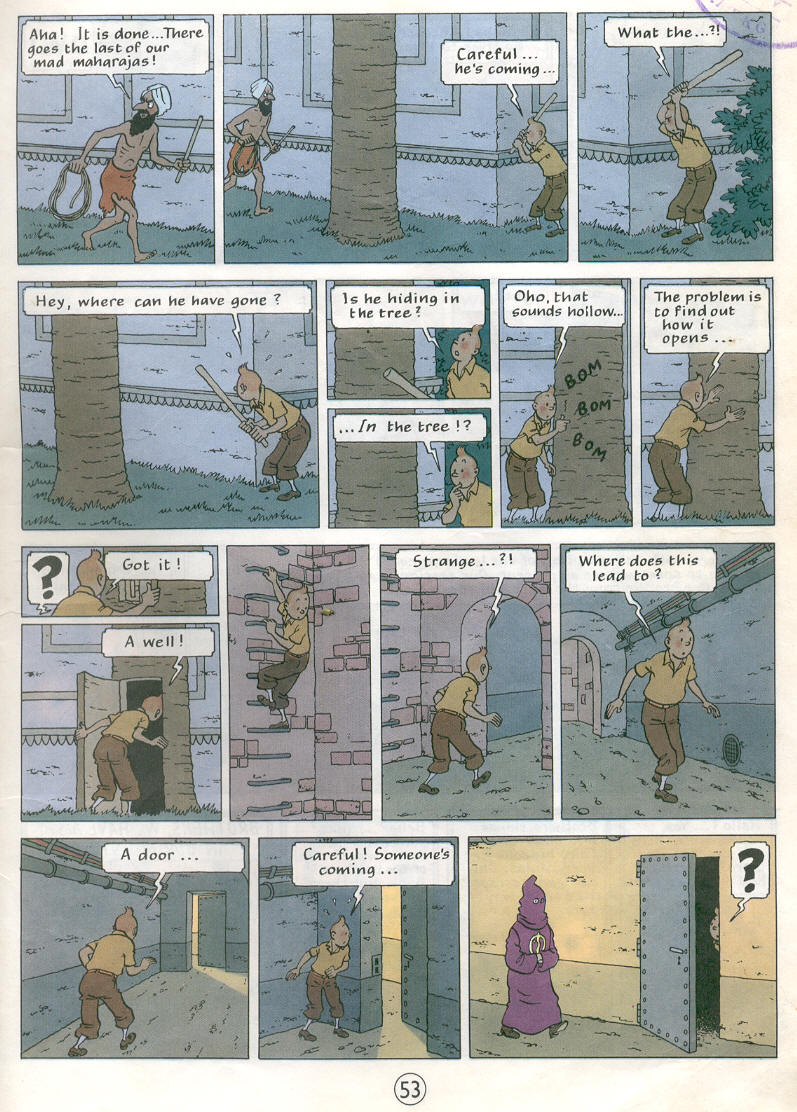 Aha! It is done...There
goes the last of our
mad maharajas!
Careful...
he's coming...
What the...?!
Hey, where can he have gone?
Is he hiding in
the tree?
...In the tree!?
Oho, that
sounds hollow...
BOM
BOM
BOM
The problem is
to find out
how it
opens...
?
Got it!
A well!
Strange...?!
Where does this
lead to?
A door...
Careful! Someone's
coming...
?
53